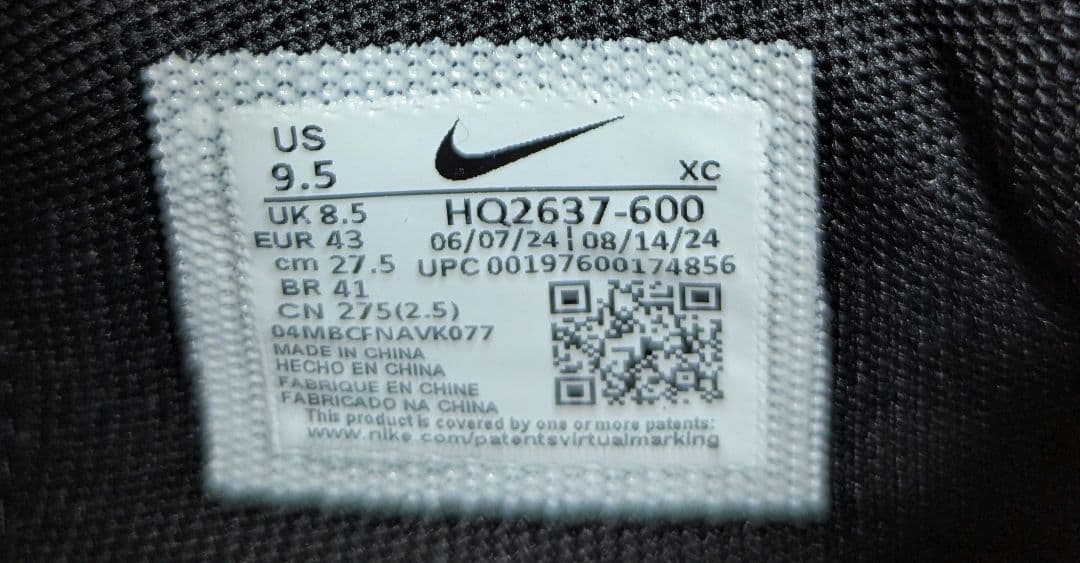 US
9.5
XC
UK 8.5
HQ2637-600
EUR 43
06/07/24 | 08/14/24
cm 27.5
UPC 00197600174856
BR 41
CN 275(2.5)
04MBCFNAVK077
MADE IN CHINA
HECHO EN CHINA
FABRIQUE EN CHINE
FABRICADO NA CHINA
This product is covered by one or more patents:
www.nike.com/patentsvirtualmarking